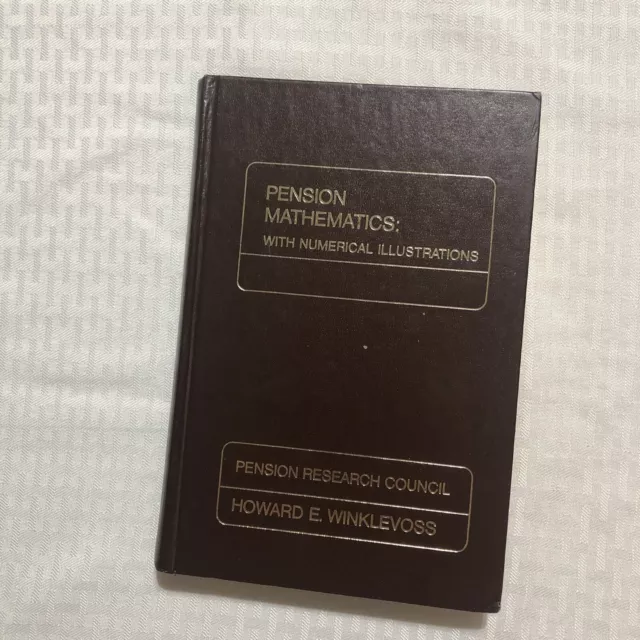 PENSION
MATHEMATICS:
WITH NUMERICAL ILLUSTRATIONS
PENSION RESEARCH COUNCIL
HOWARD E. WINKLEVOSS